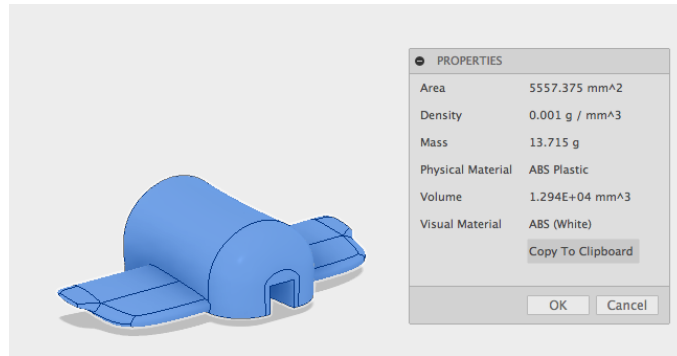 PROPERTIES
Area 5557.375 mm^2
Density 0.001 g / mm^3
Mass 13.715 g
Physical Material ABS Plastic
Volume 1.294E+04 mm^3
Visual Material ABS (White)
Copy To Clipboard
OK Cancel